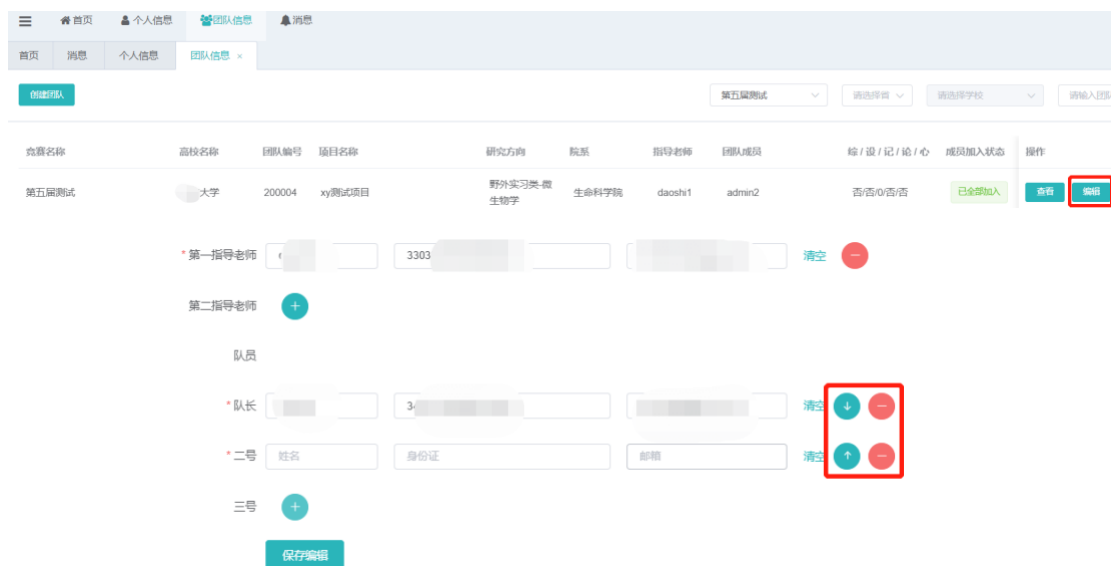 首页 个人信息 团队信息 消息
首页 消息 个人信息 团队信息 ×
创建团队 第五届测试 请选择省 请选择学校 请输入团队
竞赛名称 高校名称 团队编号 项目名称 研究方向 院系 指导老师 团队成员 综 / 设 / 记 / 论 / 心 成员加入状态 操作
第五届测试 大学 200004 xy测试项目 野外实习类-微 生命科学院 daoshi1 admin2 否/否/0/否/否 已全部加入 查看 编辑
生物学
* 第一指导老师 3303 清空
第二指导老师
队员
* 队长 34 清空
* 二号 姓名 身份证 邮箱 清空
三号
保存编辑